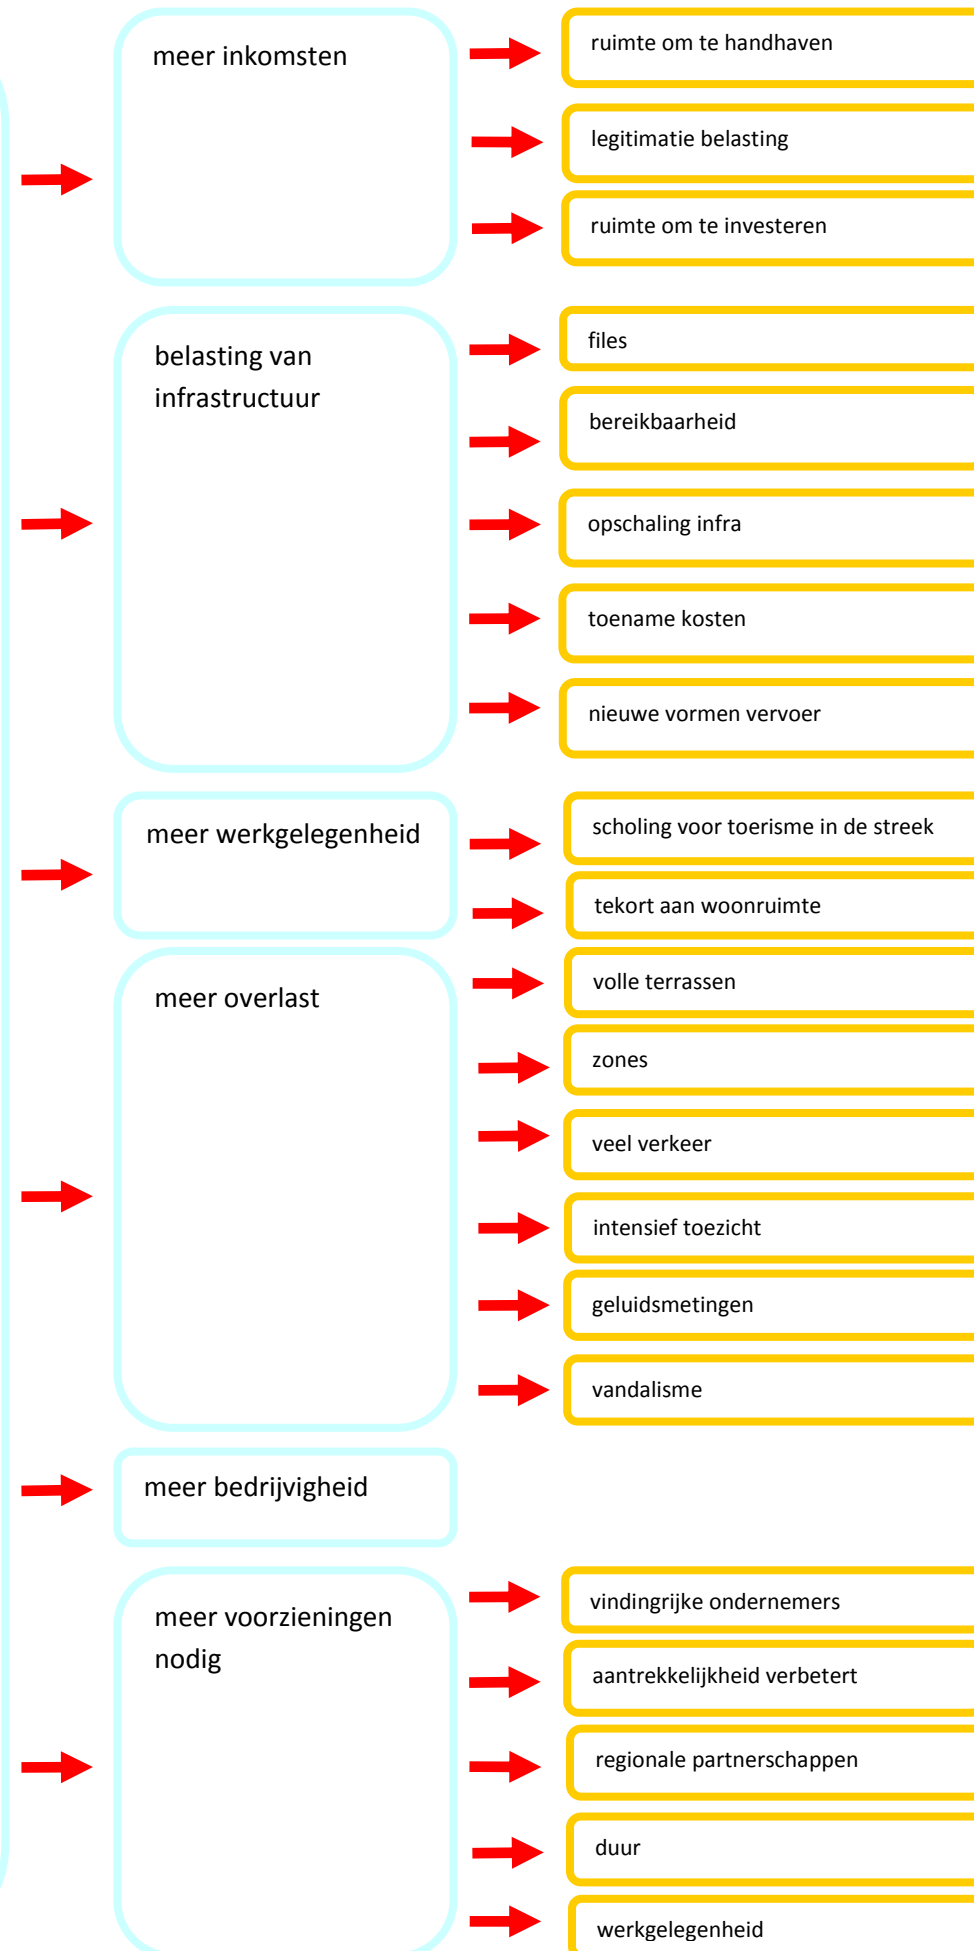 meer inkomsten
ruimte om te handhaven
legitimatie belasting
ruimte om te investeren
belasting van
infrastructuur
files
bereikbaarheid
opschaling infra
toename kosten
nieuwe vormen vervoer
meer werkgelegenheid
scholing voor toerisme in de streek
tekort aan woonruimte
meer overlast
volle terrassen
zones
veel verkeer
intensief toezicht
geluidsmetingen
vandalisme
meer bedrijvigheid
meer voorzieningen
nodig
vindingrijke ondernemers
aantrekkelijkheid verbetert
regionale partnerschappen
duur
werkgelegenheid